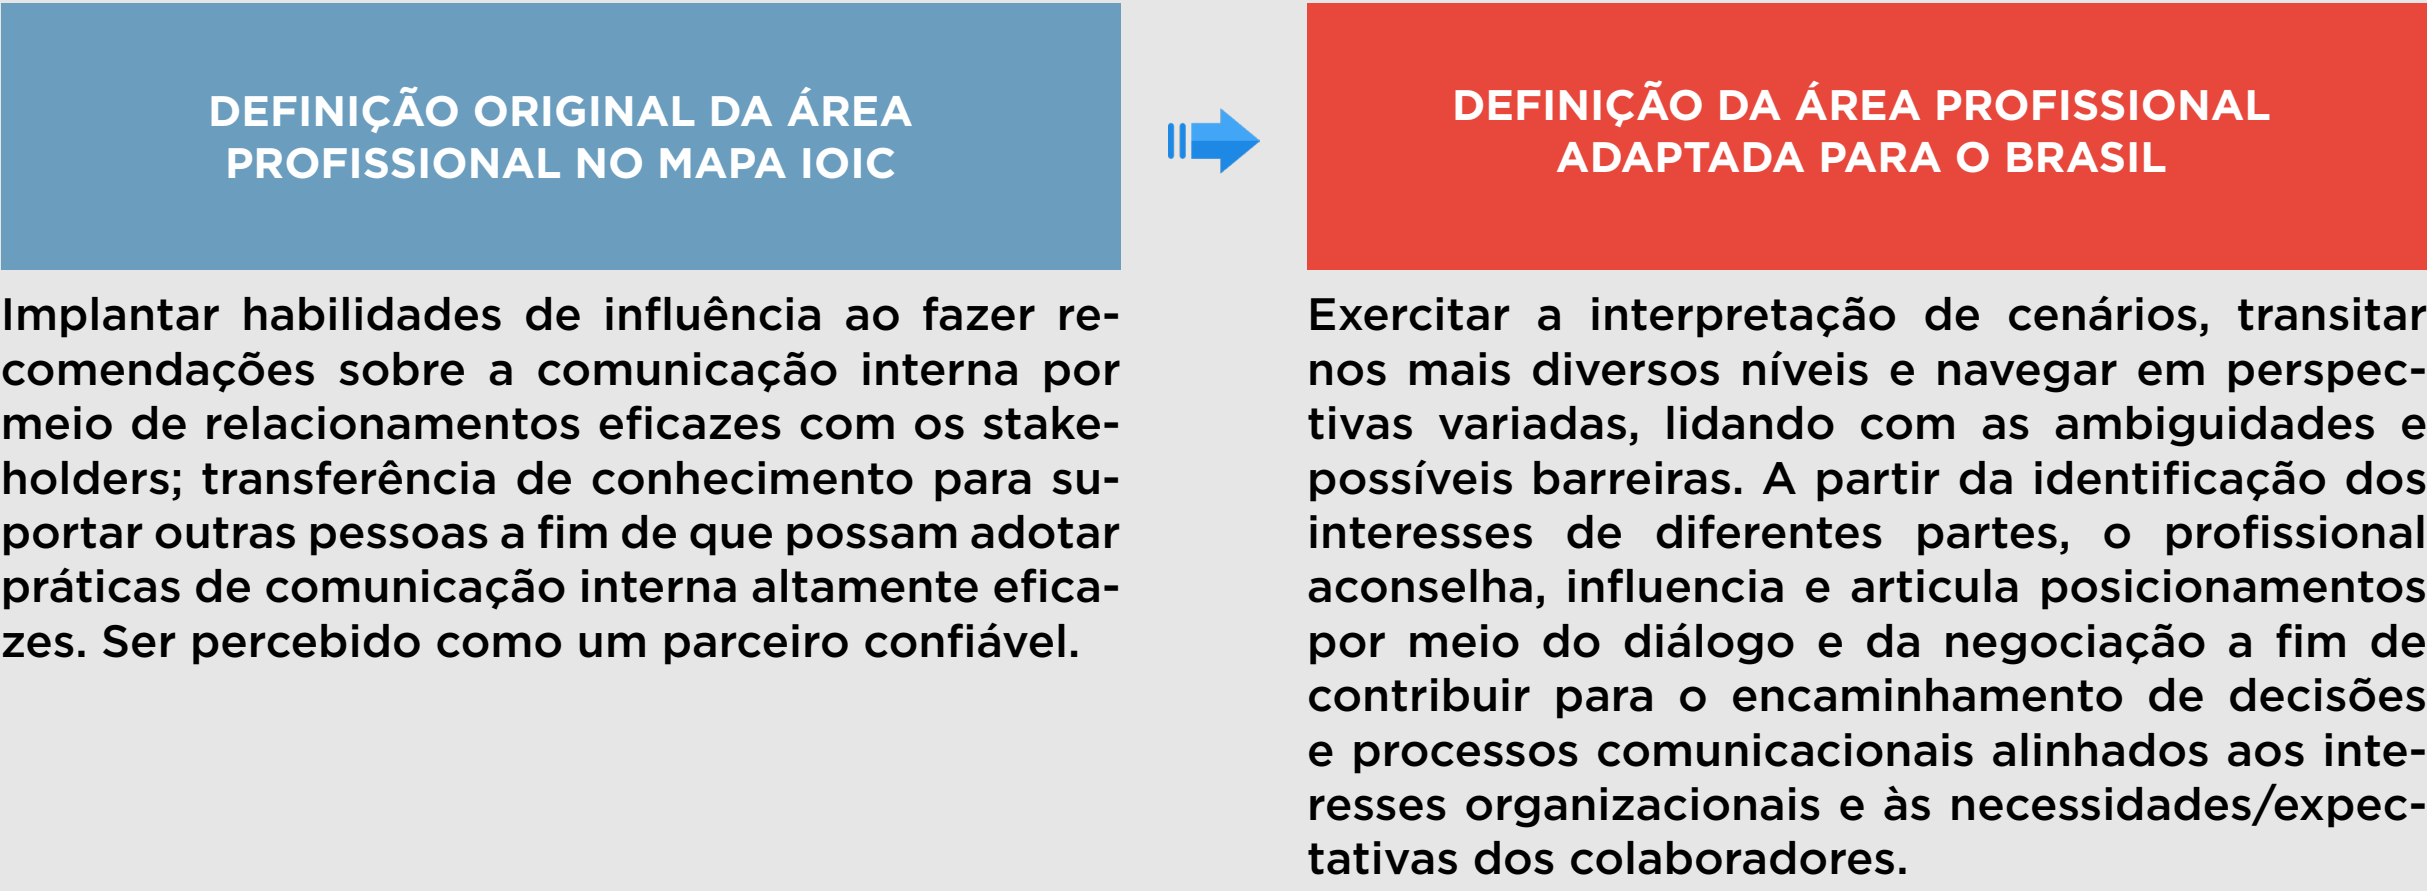 DEFINIÇÃO ORIGINAL DA ÁREA
PROFISSIONAL NO MAPA IOIC
Implantar habilidades de influência ao fazer re-
comendações sobre a comunicação interna por
meio de relacionamentos eficazes com os stake-
holders; transferência de conhecimento para su-
portar outras pessoas a fim de que possam adotar
práticas de comunicação interna altamente efica-
zes. Ser percebido como um parceiro confiável.
DEFINIÇÃO DA ÁREA PROFISSIONAL
ADAPTADA PARA O BRASIL
Exercitar a interpretação de cenários, transitar
nos mais diversos níveis e navegar em perspec-
tivas variadas, lidando com as ambiguidades e
possíveis barreiras. A partir da identificação dos
interesses de diferentes partes, o profissional
aconselha, influencia e articula posicionamentos
por meio do diálogo e da negociação a fim de
contribuir para o encaminhamento de decisões
e processos comunicacionais alinhados aos inte-
resses organizacionais e às necessidades/expec-
tativas dos colaboradores.